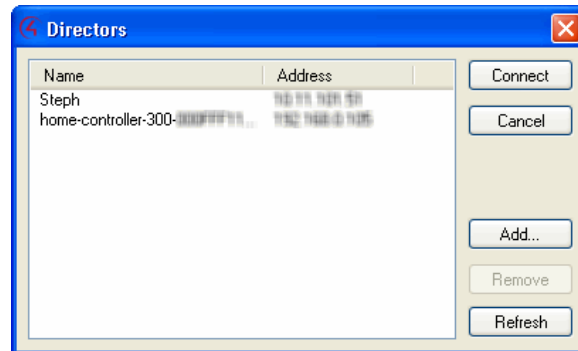 Directors
Name Address
Steph
home-controller-300-
Connect
Cancel
Add...
Remove
Refresh